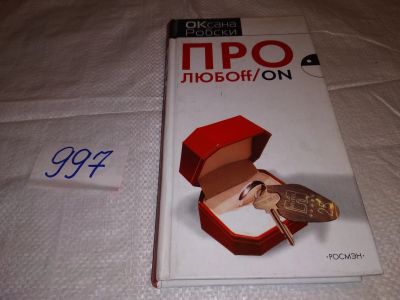 997
ОКсана
Робски
ПРО
ЛЮБОff/ON
·РОСМЭН·